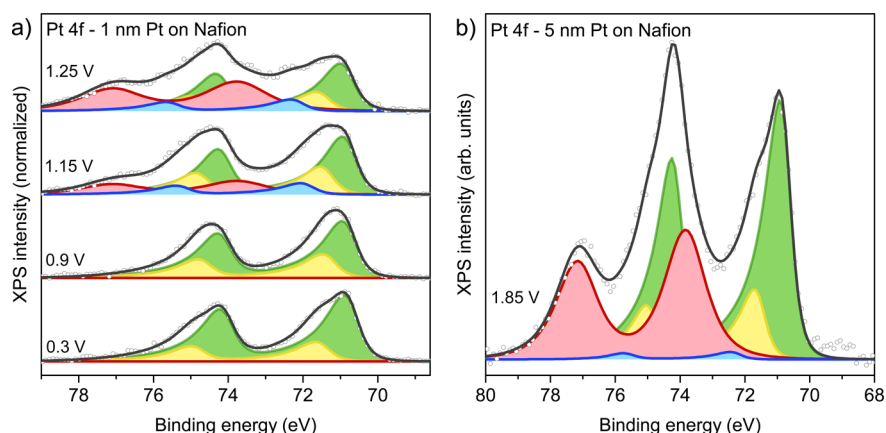 a)
Pt 4f - 1 nm Pt on Nafion
1.25 V
1.15 V
0.9 V
0.3 V
XPS intensity (normalized)
78 76 74 72 70
Binding energy (eV)
b)
Pt 4f - 5 nm Pt on Nafion
1.85 V
XPS intensity (arb. units)
80 78 76 74 72 70 68
Binding energy (eV)